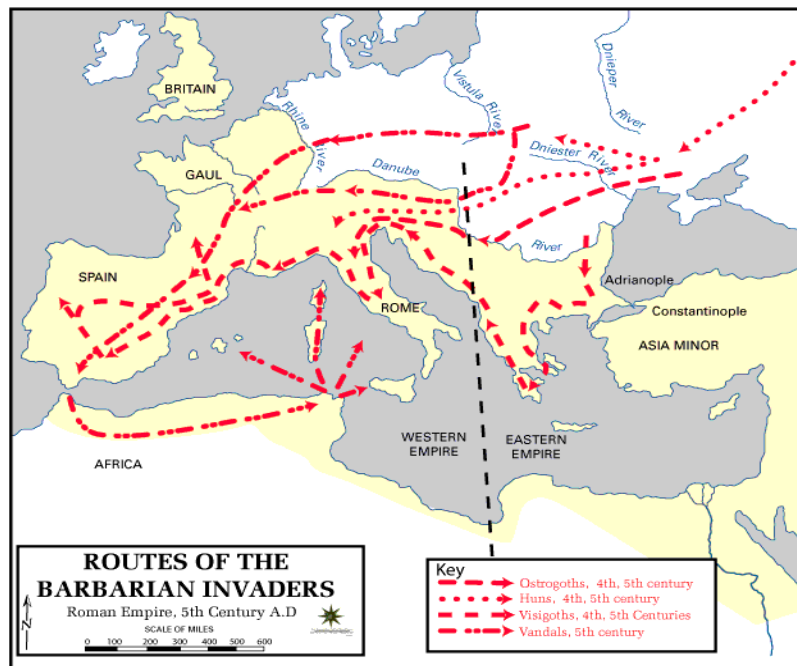 BRITAIN
GAUL
SPAIN
Rhine
River
Danube
Vistula River
Dnieper
River
Dniester River
River
Adrianople
Constantinople
ASIA MINOR
ROME
WESTERN
EMPIRE
EASTERN
EMPIRE
AFRICA
ROUTES OF THE
BARBARIAN INVADERS
Roman Empire, 5th Century A.D
SCALE OF MILES
0 100 200 300 400 500 600
N
Key
Ostrogoths, 4th, 5th century
Huns, 4th, 5th century
Visigoths, 4th, 5th Centuries
Vandals, 5th century